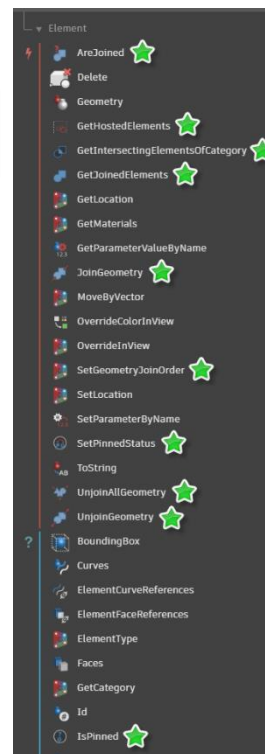 Element
AreJoined
Delete
Geometry
GetHostedElements
GetIntersectingElementsOfCategory
GetJoinedElements
GetLocation
GetMaterials
GetParameterValueByName
JoinGeometry
MoveByVector
OverrideColorInView
OverrideInView
SetGeometryJoinOrder
SetLocation
SetParameterByName
SetPinnedStatus
ToString
UnjoinAllGeometry
UnjoinGeometry
? BoundingBox
Curves
ElementCurveReferences
ElementFaceReferences
ElementType
Faces
GetCategory
Id
IsPinned